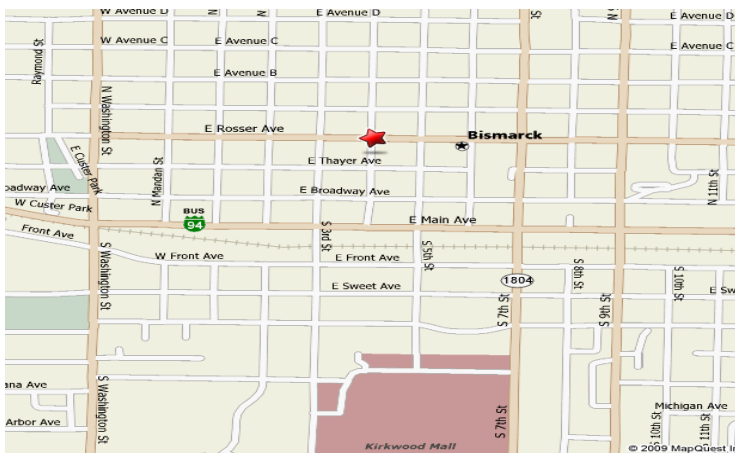 W Avenue D
N
N
E Avenue D
St
N
E Avenue D
W Avenue C
E Avenue C
E Avenue C
Raymond St
E Avenue B
N Washington St
E Rosser Ave
Bismarck
E Custer Park
E Thayer Ave
N Mandan St
oadway Ave
E Broadway Ave
N 11th St
W Custer Park
BUS
94
E Main Ave
Front Ave
S 3rd St
S 5th St
S Washington St
W Front Ave
E Front Ave
S 8th St
S 10th St
1804
E Sweet Ave
E Sw
S 7th St
S 9th St
ana Ave
S Washington St
Michigan Ave
Arbor Ave
S 7th St
S 10th St
S 11th St
Kirkwood Mall
© 2009 MapQuest In